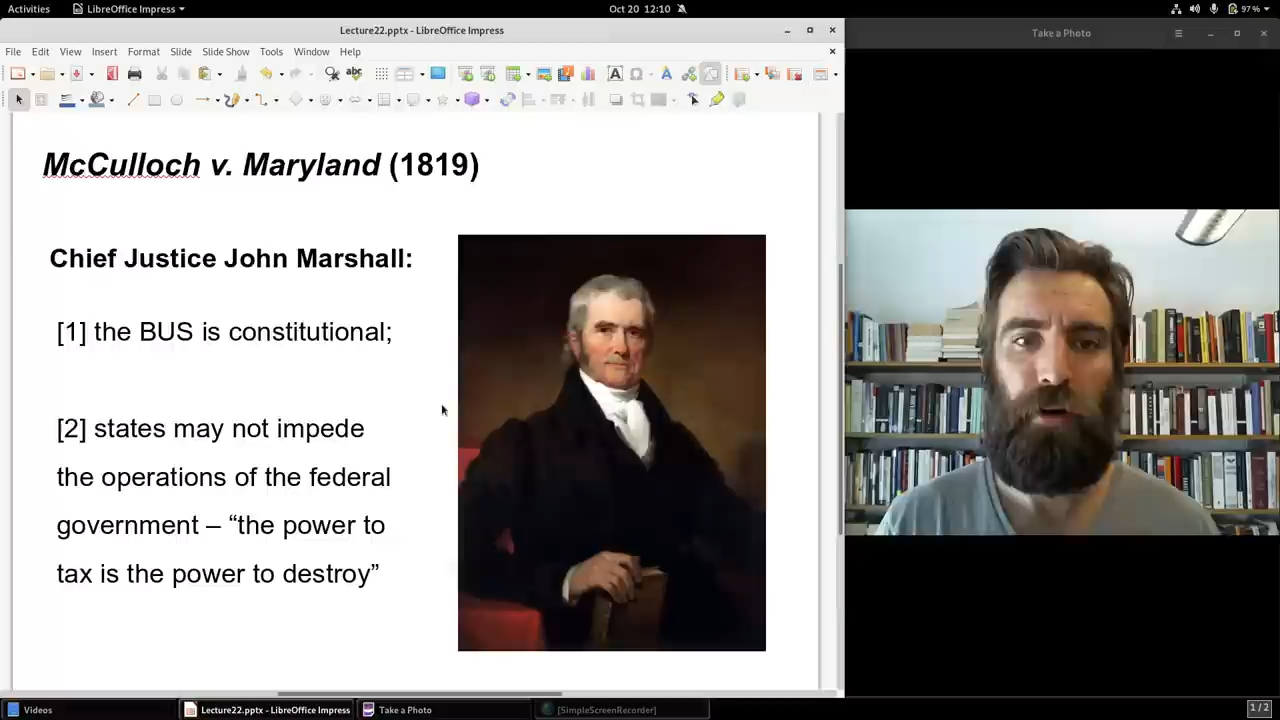 Activities
LibreOffice Impress
Oct 20 12:10
97 %
Lecture22.pptx - LibreOffice Impress
Take a Photo
File Edit View Insert Format Slide Slide Show Tools Window Help
McCulloch v. Maryland (1819)
Chief Justice John Marshall:
[1] the BUS is constitutional;
[2] states may not impede
the operations of the federal
government – “the power to
tax is the power to destroy”
Videos
Lecture22.pptx - LibreOffice Impress
Take a Photo
[SimpleScreenRecorder]
1 / 2